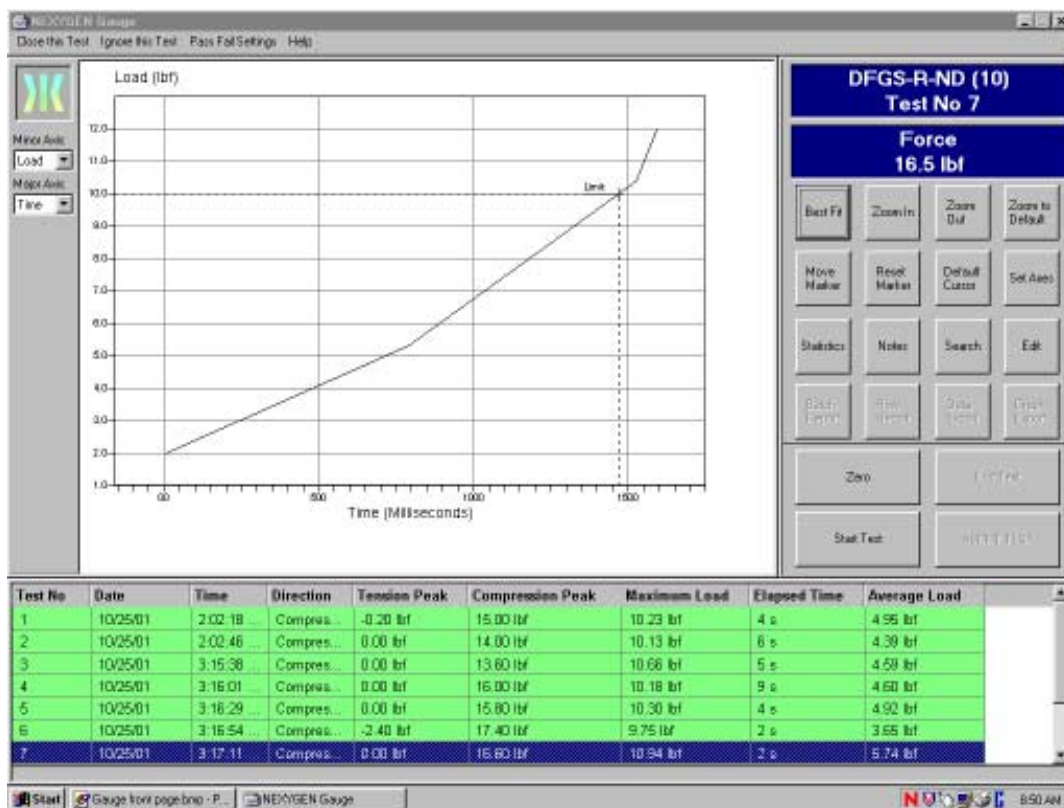 NEXYGEN Gauge
Close this Test Ignore this Test Pass Fail Settings Help
Minor Axis:
Load
Major Axis:
Time
Load (lbf)
12.0
11.0
10.0
9.0
8.0
7.0
6.0
5.0
4.0
3.0
2.0
1.0
Limit
500 1000 1500
Time (Milliseconds)
DFGS-R-ND (10)
Test No 7
Force
16.5 lbf
Best Fit Zoom In Zoom Out Zoom to Default
Move Marker Reset Marker Default Cursor Set Axes
Statistics Notes Search Edit
Zero
Start Test
Test No Date Time Direction Tension Peak Compression Peak Maximum Load Elapsed Time Average Load
1 10/25/01 2:02:18 ... Compres... -0.20 lbf 15.00 lbf 10.23 lbf 4 s 4.95 lbf
2 10/25/01 2:02:46 ... Compres... 0.00 lbf 14.00 lbf 10.13 lbf 6 s 4.39 lbf
3 10/25/01 3:15:38 ... Compres... 0.00 lbf 13.60 lbf 10.66 lbf 5 s 4.59 lbf
4 10/25/01 3:16:01 ... Compres... 0.00 lbf 16.00 lbf 10.18 lbf 9 s 4.60 lbf
5 10/25/01 3:16:29 ... Compres... 0.00 lbf 15.80 lbf 10.30 lbf 4 s 4.92 lbf
6 10/25/01 3:16:54 ... Compres... -2.40 lbf 17.40 lbf 9.75 lbf 2 s 3.65 lbf
7 10/25/01 3:17:11 Compres... 0.00 lbf 16.60 lbf 10.94 lbf 2 s 5.74 lbf
Start Gauge front page.bmp - P... NEXYGEN Gauge 8:50 AM